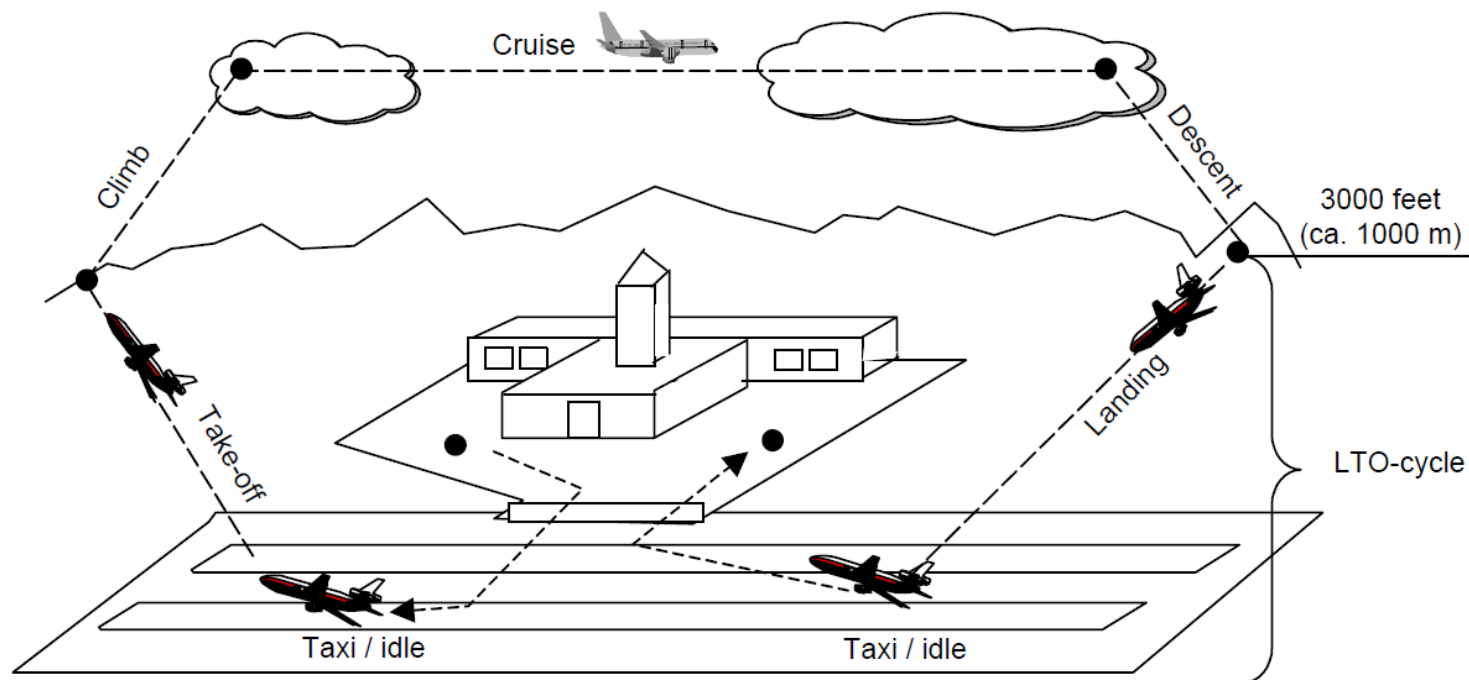 Cruise
Climb
Descent
3000 feet
(ca. 1000 m)
Take-off
Landing
LTO-cycle
Taxi / idle
Taxi / idle